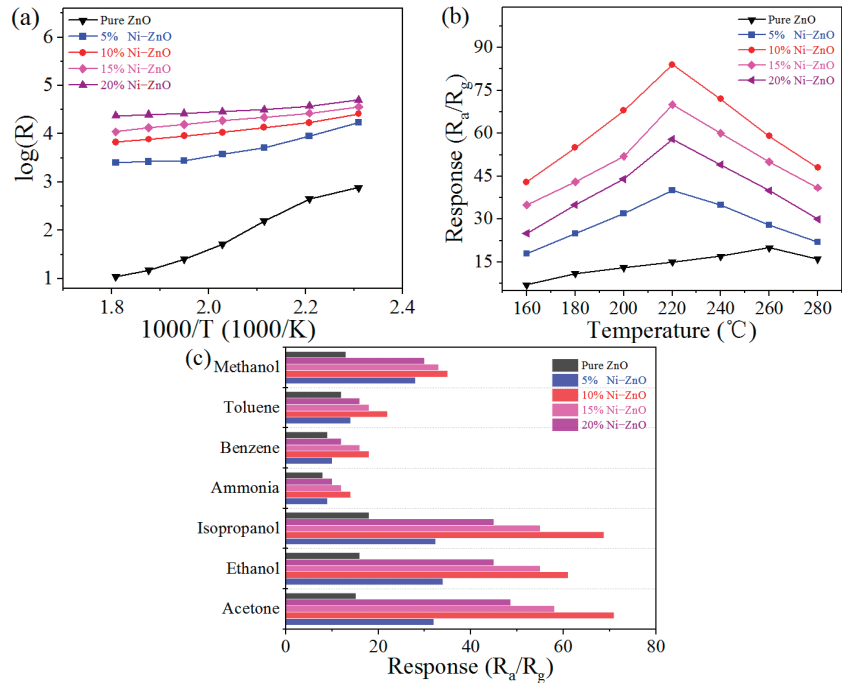 (a)
Pure ZnO
5% Ni−ZnO
10% Ni−ZnO
15% Ni−ZnO
20% Ni−ZnO
log(R)
6
5
4
3
2
1
1.8 2.0 2.2 2.4
1000/T (1000/K)
(b)
Pure ZnO
5% Ni−ZnO
10% Ni−ZnO
15% Ni−ZnO
20% Ni−ZnO
Response (Ra/Rg)
90
75
60
45
30
15
160 180 200 220 240 260 280
Temperature (℃)
(c)
Pure ZnO
5% Ni−ZnO
10% Ni−ZnO
15% Ni−ZnO
20% Ni−ZnO
Methanol
Toluene
Benzene
Ammonia
Isopropanol
Ethanol
Acetone
0 20 40 60 80
Response (Ra/Rg)